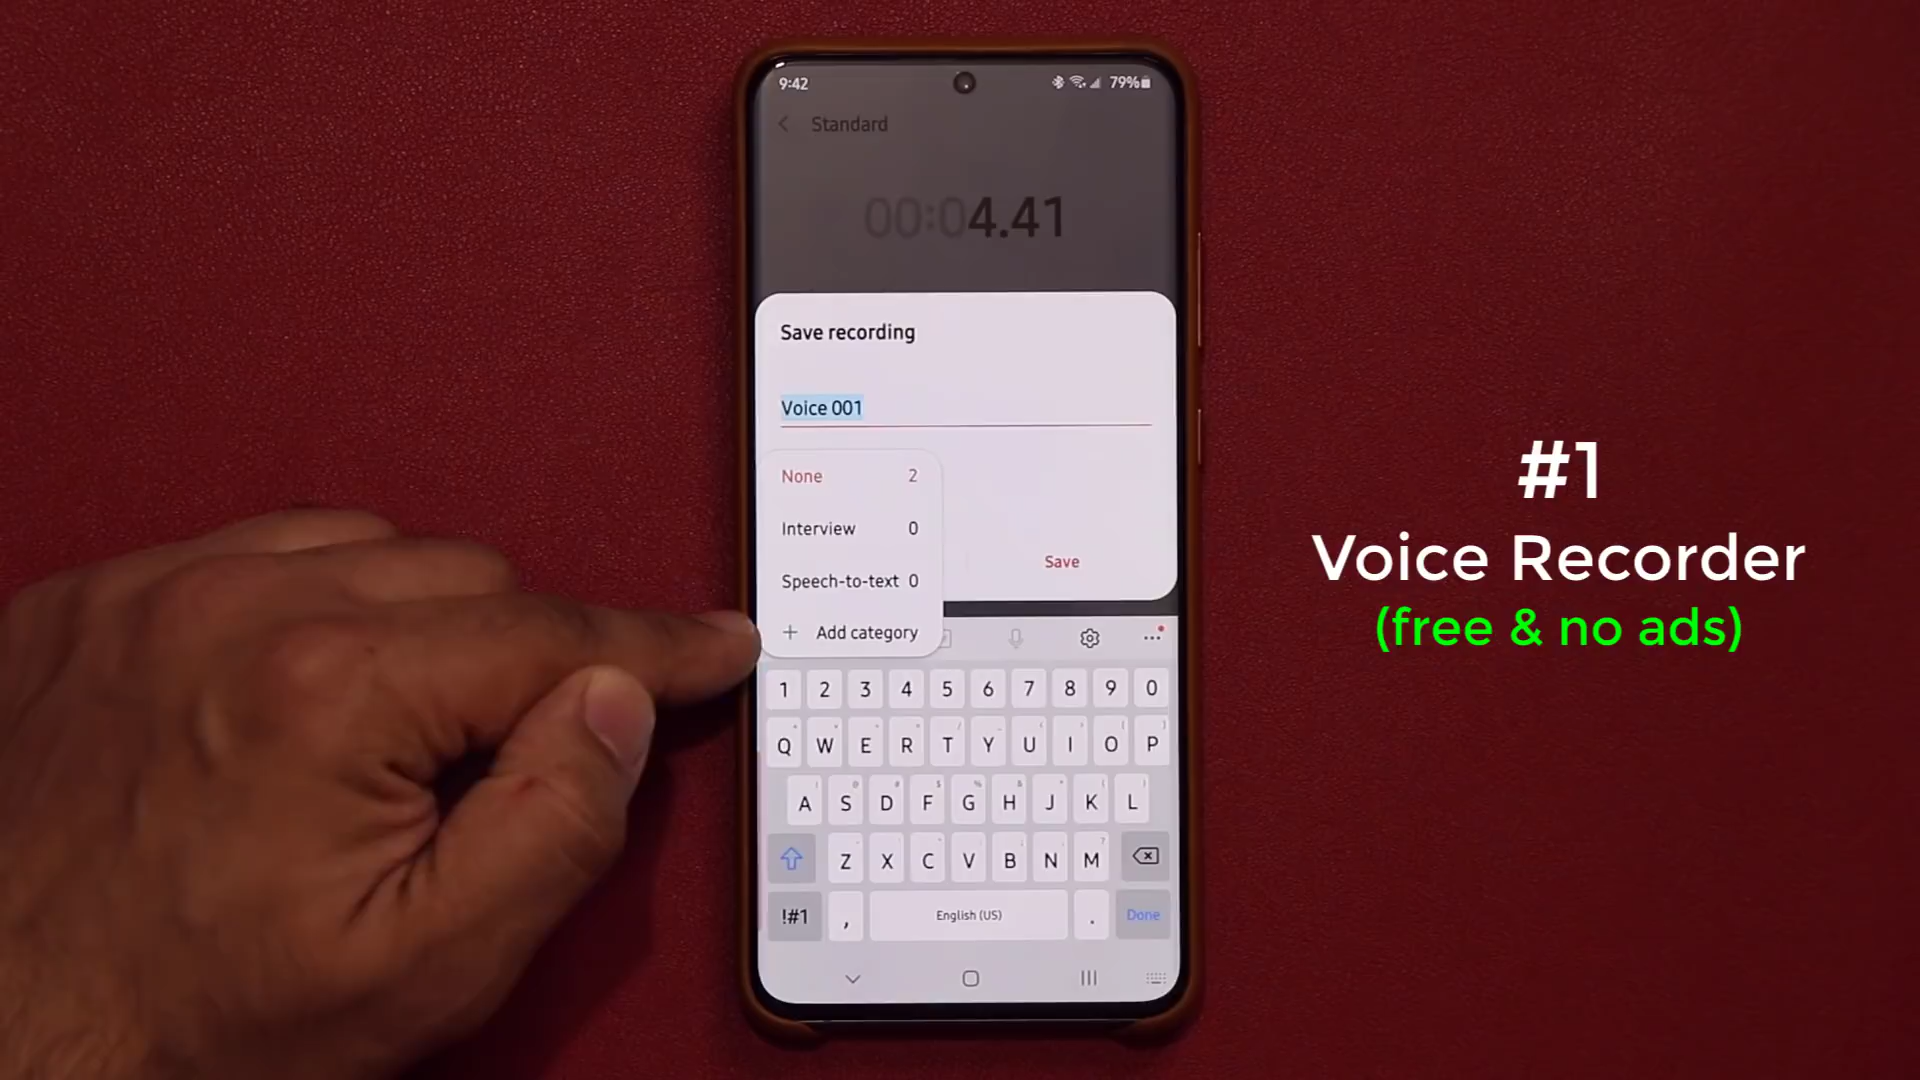 9:42
79%
Standard
00:04.41
Save recording
Voice 001
None 2
Interview 0
Speech-to-text 0
+ Add category
Save
1 2 3 4 5 6 7 8 9 0
Q W E R T Y U I O P
A S D F G H J K L
Z X C V B N M
!#1 , English (US) . Done
#1
Voice Recorder
(free & no ads)